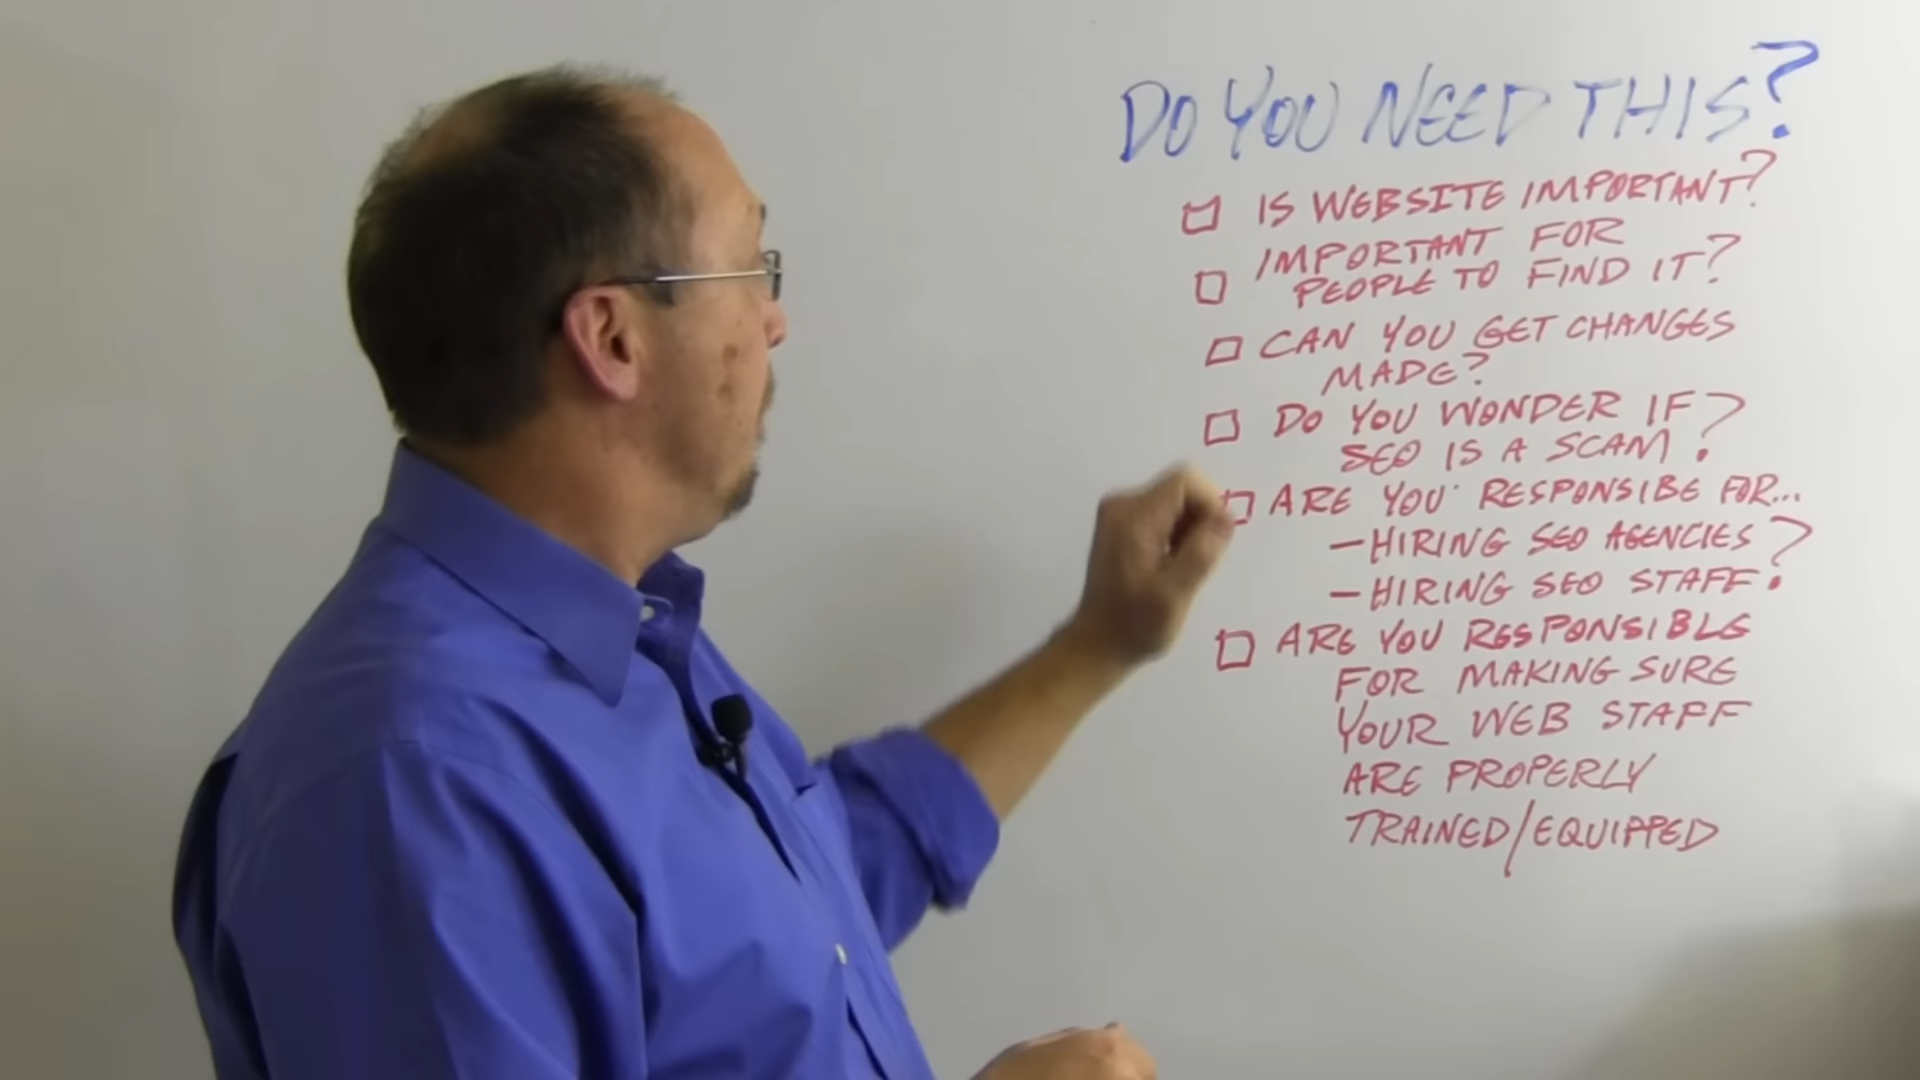 DO YOU NEED THIS?
IS WEBSITE IMPORTANT?
IMPORTANT FOR
PEOPLE TO FIND IT?
CAN YOU GET CHANGES
MADE?
DO YOU WONDER IF
SEO IS A SCAM?
ARE YOU RESPONSIBE FOR...
- HIRING SEO AGENCIES
- HIRING SEO STAFF?
ARE YOU RESPONSIBLE
FOR MAKING SURE
YOUR WEB STAFF
ARE PROPERLY
TRAINED/EQUIPPED